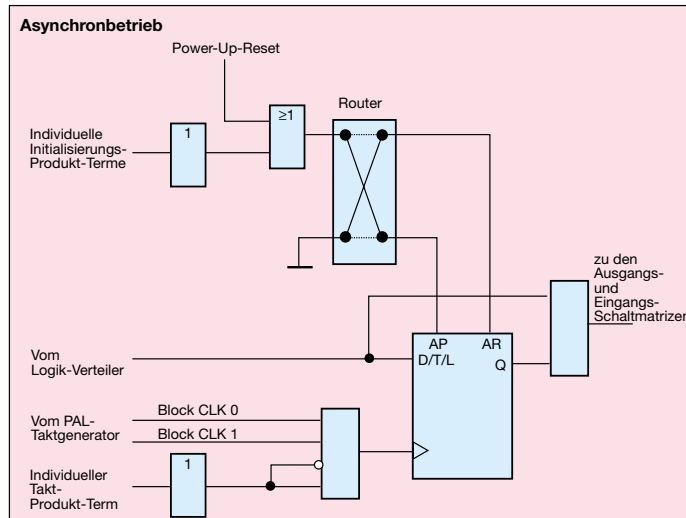 Asynchronbetrieb
Power-Up-Reset
Router
≥1
1
Individuelle
Initialisierungs-
Produkt-Terme
zu den
Ausgangs-
und
Eingangs-
Schaltmatrizen
AP AR
D/T/L
Q
Vom
Logik-Verteiler
Block CLK 0
Vom PAL-
Taktgenerator
Block CLK 1
1
Individueller
Takt-
Produkt-Term